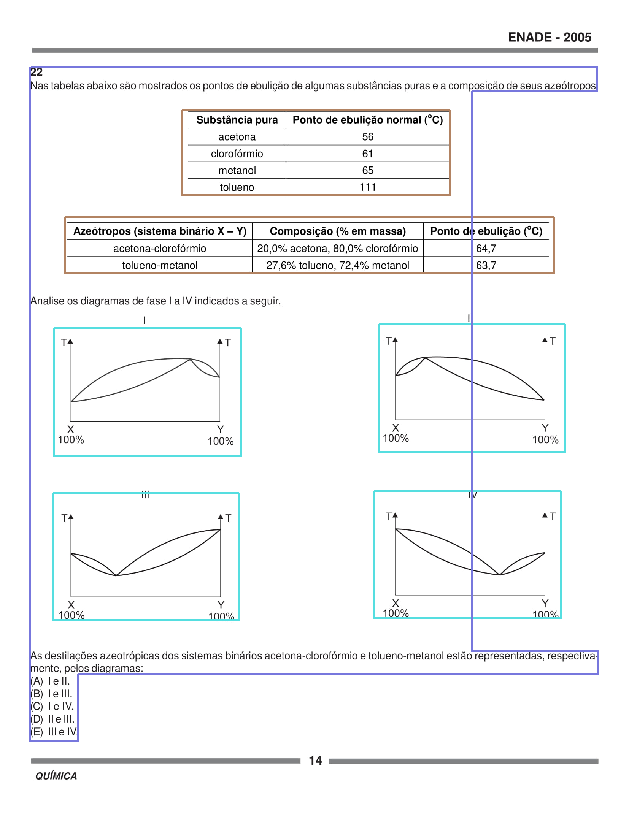 ENADE - 2005
22
Nas tabelas abaixo são mostrados os pontos de ebulição de algumas substâncias puras e a composição de seus azeótropos.
Substância pura Ponto de ebulição normal (°C)
acetona 56
clorofórmio 61
metanol 65
tolueno 111
Azeótropos (sistema binário X – Y) Composição (% em massa) Ponto de ebulição (°C)
acetona-clorofórmio 20,0% acetona, 80,0% clorofórmio 64,7
tolueno-metanol 27,6% tolueno, 72,4% metanol 63,7
Analise os diagramas de fase I a IV indicados a seguir.
I
T T
X Y
100% 100%
I
T T
X Y
100% 100%
III
T T
X Y
100% 100%
IV
T T
X Y
100% 100%
As destilações azeotrópicas dos sistemas binários acetona-clorofórmio e tolueno-metanol estão representadas, respectiva-
mente, pelos diagramas:
(A) I e II.
(B) I e III.
(C) I e IV.
(D) II e III.
(E) III e IV.
14
QUÍMICA